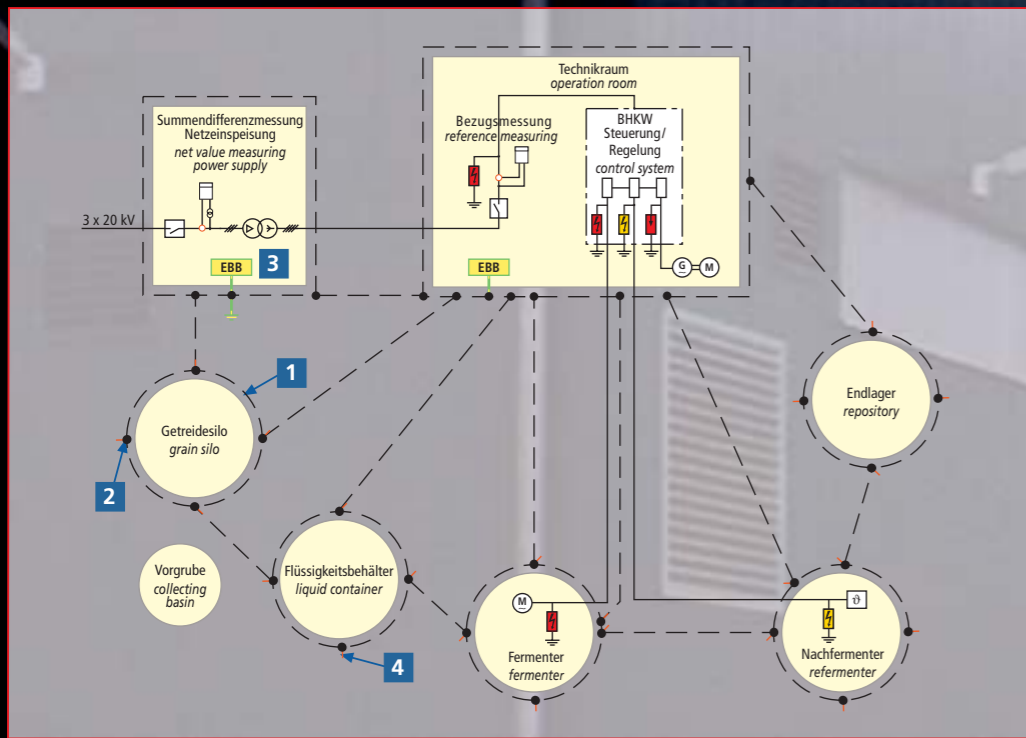 Technikraum
operation room
Summendifferenzmessung
Netzeinspeisung
net value measuring
power supply
Bezugsmessung
reference measuring
BHKW
Steuerung/
Regelung
control system
3 x 20 kV
EBB
3
EBB
G
M
1
Getreidesilo
grain silo
2
Endlager
repository
Vorgrube
collecting
basin
Flüssigkeitsbehälter
liquid container
4
M
Fermenter
fermenter
ϑ
Nachfermenter
refermenter